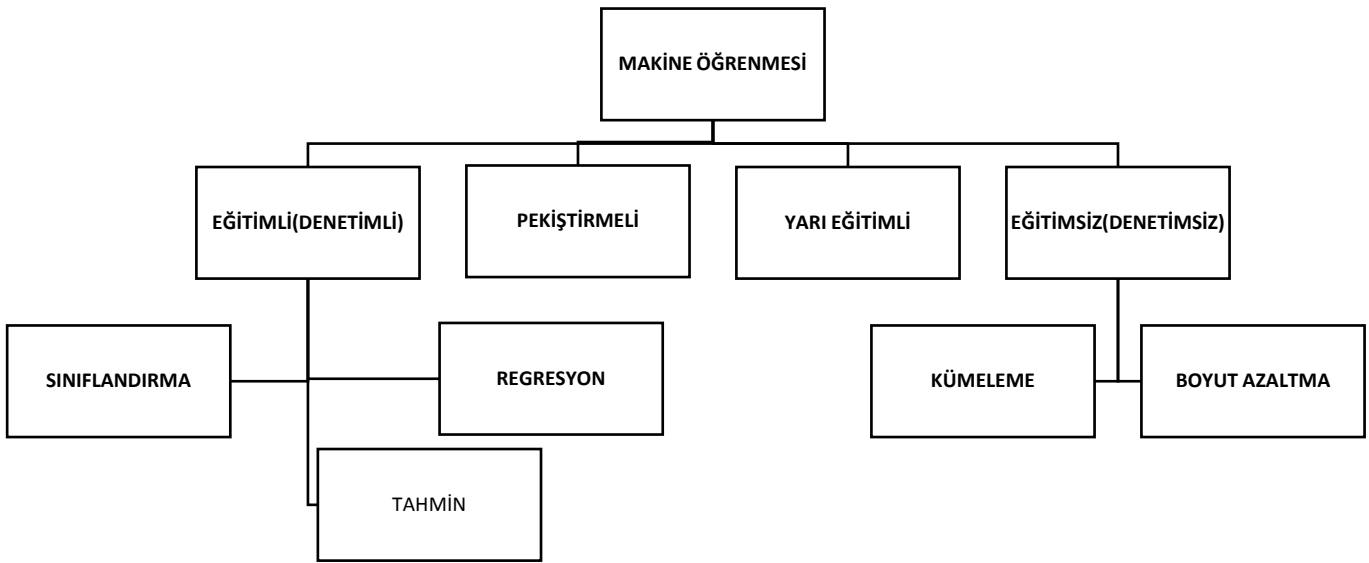 MAKİNE ÖĞRENMESİ
EĞİTİMLİ(DENETİMLİ)
PEKİŞTİRMELİ
YARI EĞİTİMLİ
EĞİTİMSİZ(DENETİMSİZ)
SINIFLANDIRMA
REGRESYON
KÜMELEME
BOYUT AZALTMA
TAHMİN